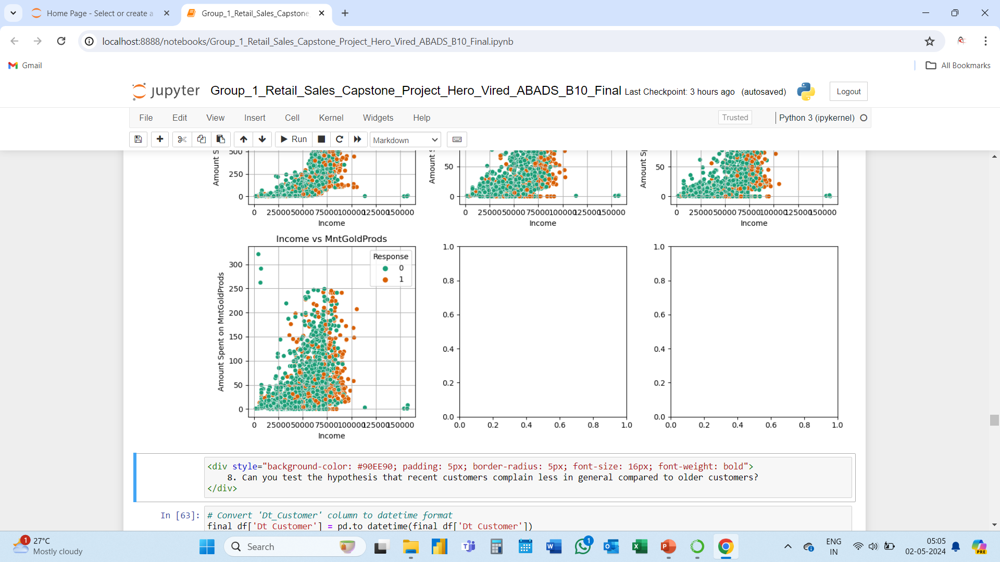 Home Page - Select or create a
Group_1_Retail_Sales_Capstone
localhost:8888/notebooks/Group_1_Retail_Sales_Capstone_Project_Hero_Vired_ABADS_B10_Final.ipynb
Gmail
All Bookmarks
jupyter Group_1_Retail_Sales_Capstone_Project_Hero_Vired_ABADS_B10_Final Last Checkpoint: 3 hours ago (autosaved)
Logout
File Edit View Insert Cell Kernel Widgets Help
Trusted
Python 3 (ipykernel)
Run
Markdown
Amount S
500
250
0
0 25000 50000 75000 100000 125000 150000
Income
Amount S
50
0
0 25000 50000 75000 100000 125000 150000
Income
Amount Sp
50
0
0 25000 50000 75000 100000 125000 150000
Income
Income vs MntGoldProds
Amount Spent on MntGoldProds
300
250
200
150
100
50
0
Response
0
1
0 25000 50000 75000 100000 125000 150000
Income
1.0
0.8
0.6
0.4
0.2
0.0
0.0 0.2 0.4 0.6 0.8 1.0
1.0
0.8
0.6
0.4
0.2
0.0
0.0 0.2 0.4 0.6 0.8 1.0
<div style="background-color: #90EE90; padding: 5px; border-radius: 5px; font-size: 16px; font-weight: bold">
8. Can you test the hypothesis that recent customers complain less in general compared to older customers?
</div>
In [63]:
# Convert 'Dt_Customer' column to datetime format
final_df['Dt_Customer'] = pd.to_datetime(final_df['Dt_Customer'])
1
27°C
Mostly cloudy
Search
1
ENG
IN
05:05
02-05-2024
PRE